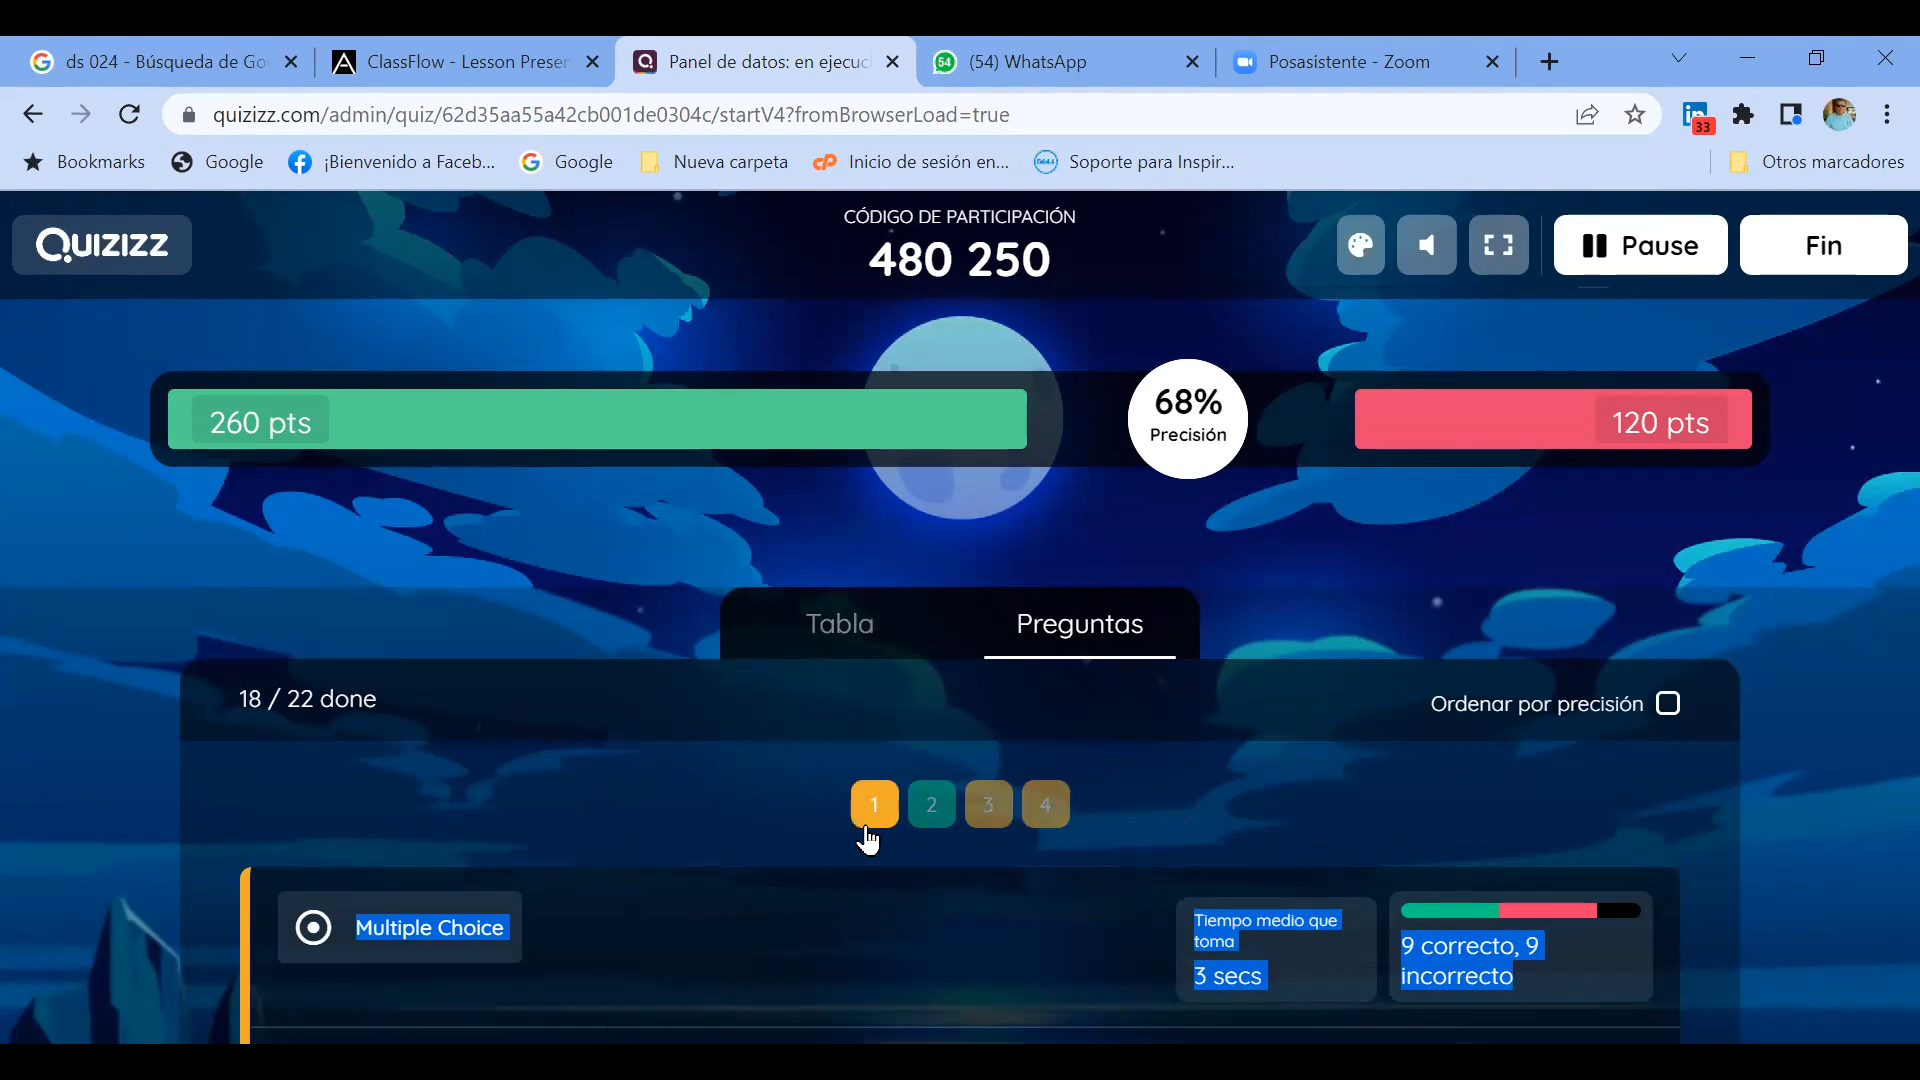 ds 024 - Búsqueda de Go
ClassFlow - Lesson Presen
Panel de datos: en ejecuc
(54) WhatsApp
Posasistente - Zoom
quizizz.com/admin/quiz/62d35aa55a42cb001de0304c/startV4?fromBrowserLoad=true
33
Bookmarks
Google
¡Bienvenido a Faceb...
Google
Nueva carpeta
Inicio de sesión en...
Soporte para Inspir...
Otros marcadores
QUIZIZZ
CÓDIGO DE PARTICIPACIÓN
480 250
Pause
Fin
260 pts
68%
Precisión
120 pts
Tabla
Preguntas
18 / 22 done
Ordenar por precisión
1
2
3
4
Multiple Choice
Tiempo medio que
toma
3 secs
9 correcto, 9
incorrecto